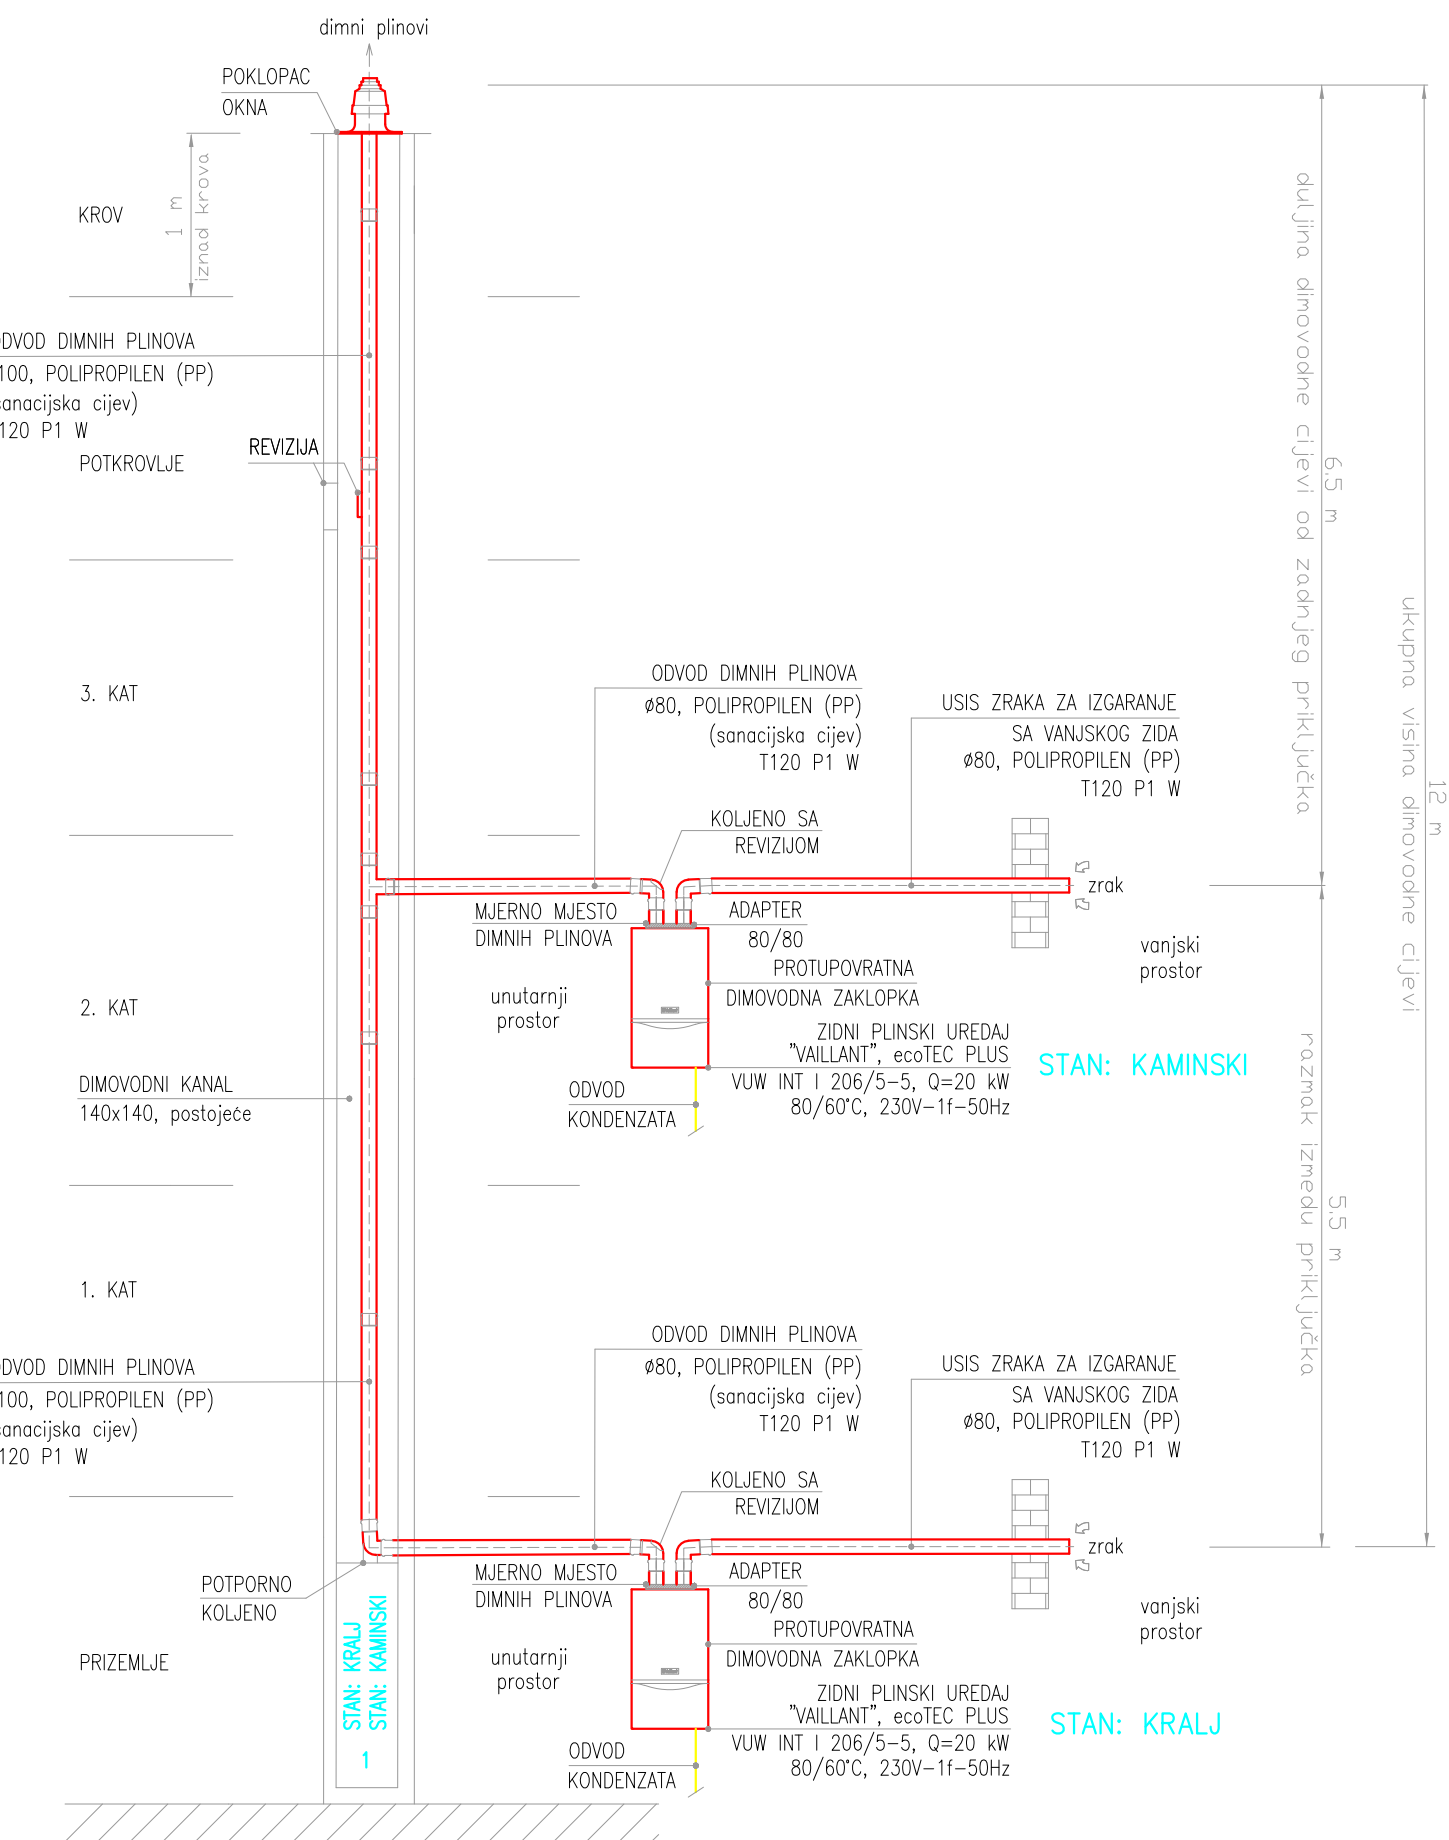 dimni plinovi
POKLOPAC
OKNA
1 m
iznad krova
KROV
ODVOD DIMNIH PLINOVA
100, POLIPROPILEN (PP)
sanacijska cijev)
120 P1 W
REVIZIJA
POTKROVLJE
3. KAT
ODVOD DIMNIH PLINOVA
ø80, POLIPROPILEN (PP)
(sanacijska cijev)
T120 P1 W
USIS ZRAKA ZA IZGARANJE
SA VANJSKOG ZIDA
ø80, POLIPROPILEN (PP)
T120 P1 W
KOLJENO SA
REVIZIJOM
zrak
MJERNO MJESTO
DIMNIH PLINOVA
ADAPTER
80/80
PROTUPOVRATNA
DIMOVODNA ZAKLOPKA
vanjski
prostor
unutarnji
prostor
2. KAT
ZIDNI PLINSKI UREDAJ
"VAILLANT", ecoTEC PLUS
VUW INT I 206/5-5, Q=20 kW
80/60°C, 230V-1f-50Hz
STAN: KAMINSKI
ODVOD
KONDENZATA
DIMOVODNI KANAL
140x140, postojeće
1. KAT
ODVOD DIMNIH PLINOVA
100, POLIPROPILEN (PP)
sanacijska cijev)
120 P1 W
ODVOD DIMNIH PLINOVA
ø80, POLIPROPILEN (PP)
(sanacijska cijev)
T120 P1 W
USIS ZRAKA ZA IZGARANJE
SA VANJSKOG ZIDA
ø80, POLIPROPILEN (PP)
T120 P1 W
KOLJENO SA
REVIZIJOM
zrak
MJERNO MJESTO
DIMNIH PLINOVA
ADAPTER
80/80
PROTUPOVRATNA
DIMOVODNA ZAKLOPKA
vanjski
prostor
unutarnji
prostor
POTPORNO
KOLJENO
PRIZEMLJE
STAN: KRALJ
STAN: KAMINSKI
1
ZIDNI PLINSKI UREDAJ
"VAILLANT", ecoTEC PLUS
VUW INT I 206/5-5, Q=20 kW
80/60°C, 230V-1f-50Hz
STAN: KRALJ
ODVOD
KONDENZATA
6.5 m
duljina dimovodne cijevi od zadnjeg priključka
5.5 m
razmak izmedu priključka
12 m
ukupna visina dimovodne cijevi